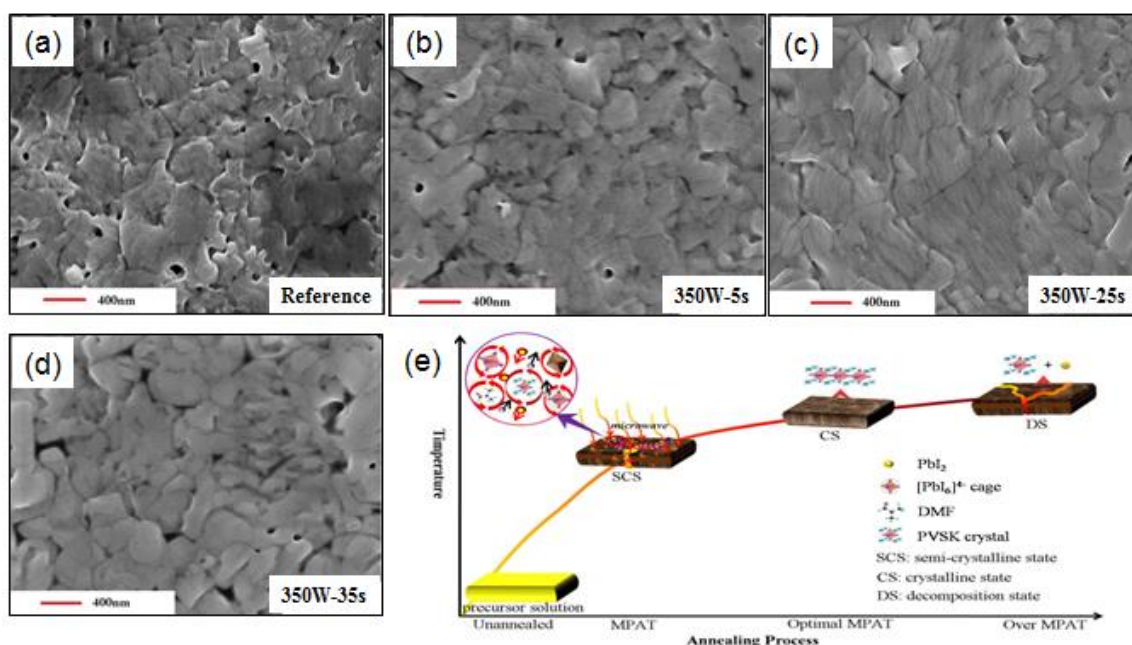 (a)
400nm
Reference
(b)
400nm
350W-5s
(c)
400nm
350W-25s
(d)
400nm
350W-35s
(e)
Timperature
microwave
SCS
CS
DS
+
PbI₂
[PbI₆]⁴⁻ cage
DMF
PVSK crystal
SCS: semi-crystalline state
CS: crystalline state
DS: decomposition state
precursor solution
Unannealed MPAT Optimal MPAT Over MPAT
Annealing Process